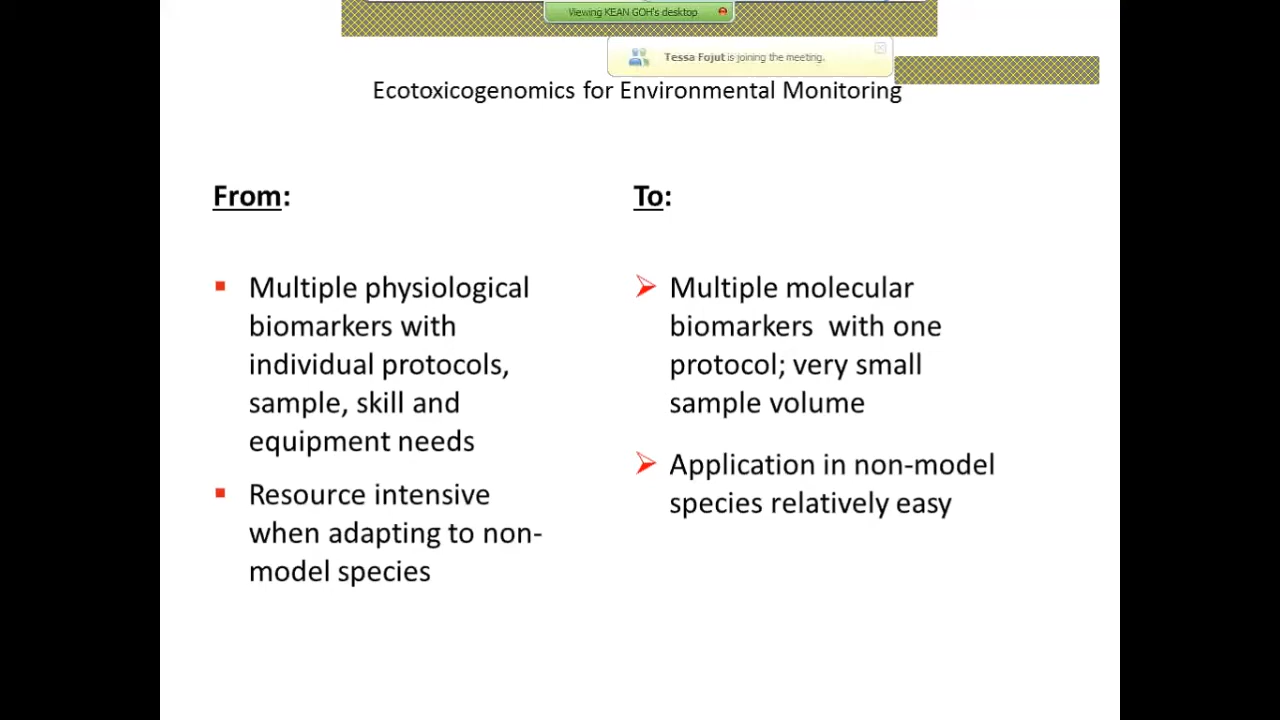 Viewing KEAN GOH's desktop
Tessa Fojut is joining the meeting.
Ecotoxicogenomics for Environmental Monitoring
From:
Multiple physiological
biomarkers with
individual protocols,
sample, skill and
equipment needs
Resource intensive
when adapting to non-
model species
To:
Multiple molecular
biomarkers with one
protocol; very small
sample volume
Application in non-model
species relatively easy